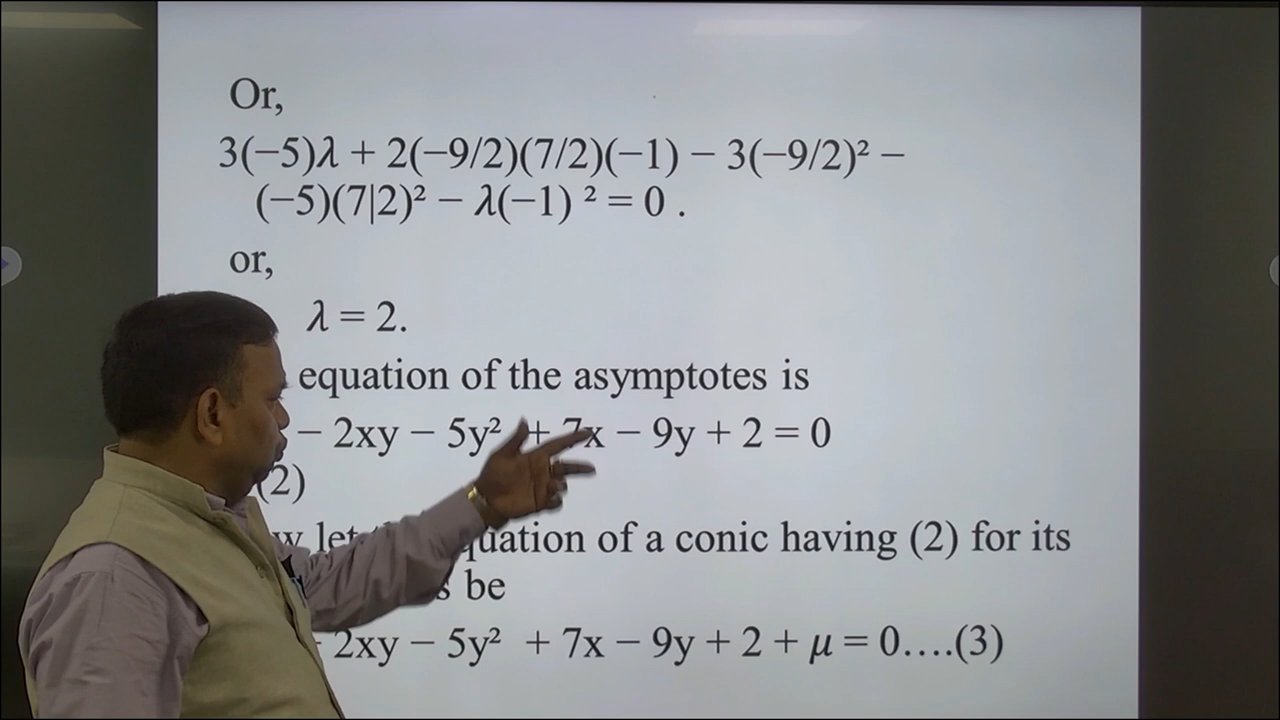 Or,
3(−5)λ + 2(−9/2)(7/2)(−1) − 3(−9/2)² −
(−5)(7|2)² − λ(−1) ² = 0 .
or,
λ = 2.
equation of the asymptotes is
− 2xy − 5y² + 7x − 9y + 2 = 0
(2)
equation of a conic having (2) for its
be
2xy − 5y² + 7x − 9y + 2 + μ = 0....(3)